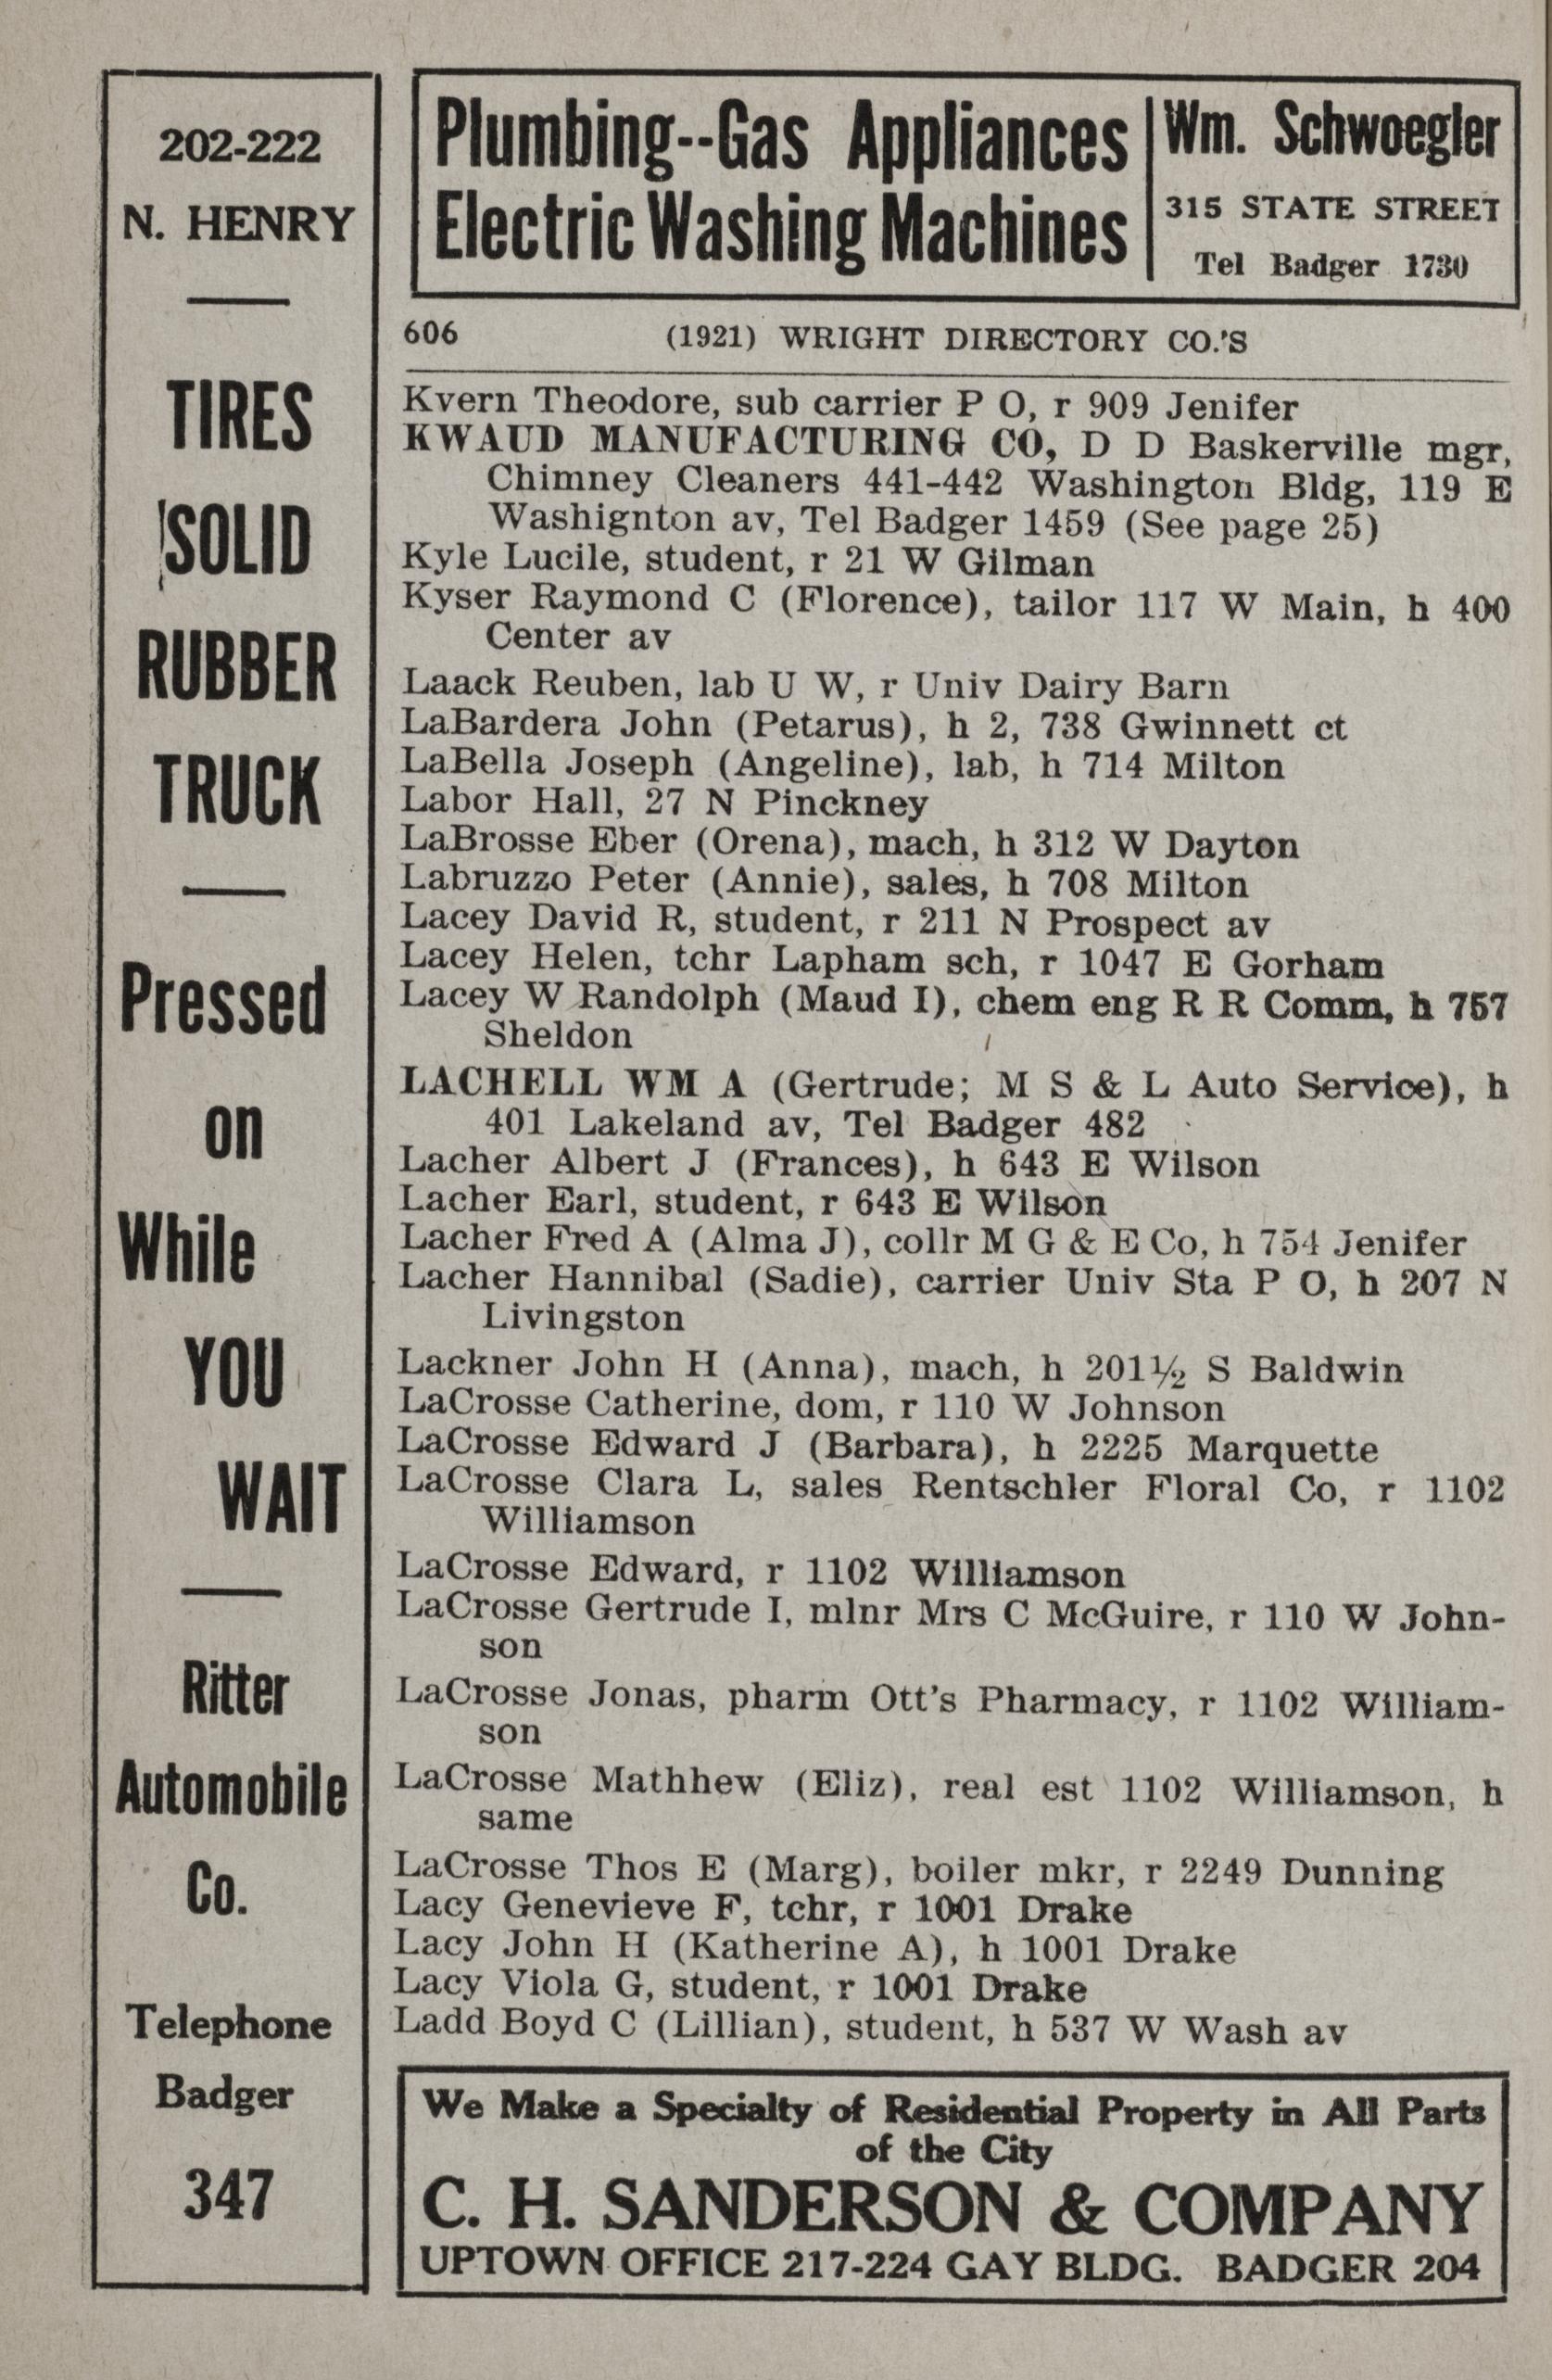 202-222
N. HENRY
TIRES
SOLID
RUBBER
TRUCK
Pressed
on
While
YOU
WAIT
Ritter
Automobile
Co.
Telephone
Badger
347
Plumbing--Gas Appliances
Electric Washing Machines
Wm. Schwoegler
315 STATE STREET
Tel Badger 1730
606 (1921) WRIGHT DIRECTORY CO.'S
Kvern Theodore, sub carrier P O, r 909 Jenifer
KWAUD MANUFACTURING CO, D D Baskerville mgr,
Chimney Cleaners 441-442 Washington Bldg, 119 E
Washignton av, Tel Badger 1459 (See page 25)
Kyle Lucile, student, r 21 W Gilman
Kyser Raymond C (Florence), tailor 117 W Main, h 400
Center av
Laack Reuben, lab U W, r Univ Dairy Barn
LaBardera John (Petarus), h 2, 738 Gwinnett ct
LaBella Joseph (Angeline), lab, h 714 Milton
Labor Hall, 27 N Pinckney
LaBrosse Eber (Orena), mach, h 312 W Dayton
Labruzzo Peter (Annie), sales, h 708 Milton
Lacey David R, student, r 211 N Prospect av
Lacey Helen, tchr Lapham sch, r 1047 E Gorham
Lacey W Randolph (Maud I), chem eng R R Comm, h 757
Sheldon
LACHELL WM A (Gertrude; M S & L Auto Service), h
401 Lakeland av, Tel Badger 482
Lacher Albert J (Frances), h 643 E Wilson
Lacher Earl, student, r 643 E Wilson
Lacher Fred A (Alma J), collr M G & E Co, h 754 Jenifer
Lacher Hannibal (Sadie), carrier Univ Sta P O, h 207 N
Livingston
Lackner John H (Anna), mach, h 201½ S Baldwin
LaCrosse Catherine, dom, r 110 W Johnson
LaCrosse Edward J (Barbara), h 2225 Marquette
LaCrosse Clara L, sales Rentschler Floral Co, r 1102
Williamson
LaCrosse Edward, r 1102 Williamson
LaCrosse Gertrude I, mlnr Mrs C McGuire, r 110 W John-
son
LaCrosse Jonas, pharm Ott's Pharmacy, r 1102 William-
son
LaCrosse Mathhew (Eliz), real est 1102 Williamson, h
same
LaCrosse Thos E (Marg), boiler mkr, r 2249 Dunning
Lacy Genevieve F, tchr, r 1001 Drake
Lacy John H (Katherine A), h 1001 Drake
Lacy Viola G, student, r 1001 Drake
Ladd Boyd C (Lillian), student, h 537 W Wash av
We Make a Specialty of Residential Property in All Parts
of the City
C. H. SANDERSON & COMPANY
UPTOWN OFFICE 217-224 GAY BLDG. BADGER 204